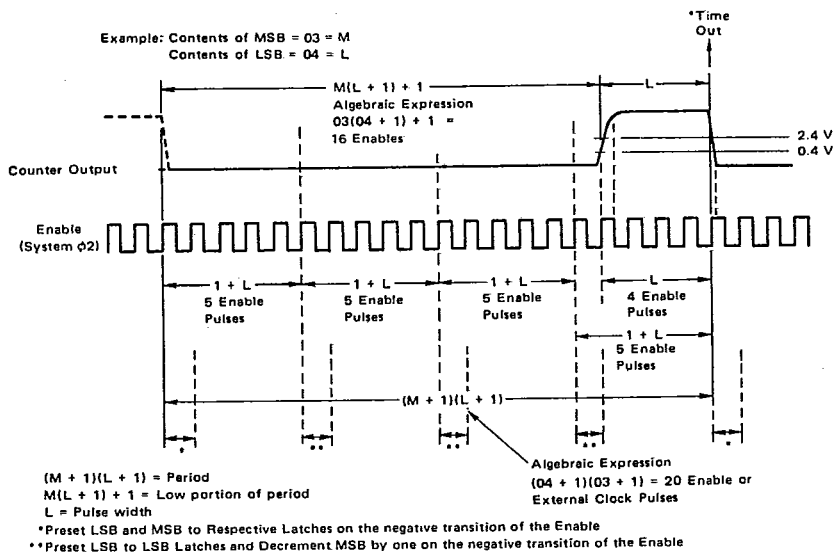 *Time
Out
Example: Contents of MSB = 03 = M
Contents of LSB = 04 = L
M(L + 1) + 1
L
Algebraic Expression
03(04 + 1) + 1 =
16 Enables
2.4 V
0.4 V
Counter Output
Enable
(System φ2)
1 + L
5 Enable
Pulses
1 + L
5 Enable
Pulses
1 + L
5 Enable
Pulses
L
4 Enable
Pulses
1 + L
5 Enable
Pulses
(M + 1)(L + 1)
*
**
**
**
*
Algebraic Expression
(04 + 1)(03 + 1) = 20 Enable or
External Clock Pulses
(M + 1)(L + 1) = Period
M(L + 1) + 1 = Low portion of period
L = Pulse width
*Preset LSB and MSB to Respective Latches on the negative transition of the Enable
**Preset LSB to LSB Latches and Decrement MSB by one on the negative transition of the Enable